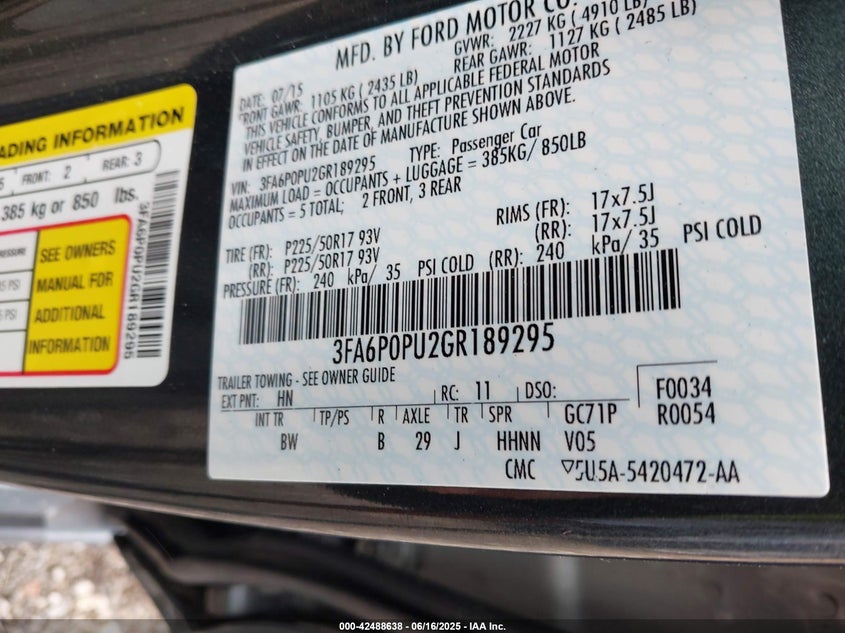 ADING INFORMATION
5 FRONT: 2 REAR: 3
385 kg or 850 lbs.
SEE OWNERS
MANUAL FOR
ADDITIONAL
INFORMATION
3FA6P0PU2GR189295
MFD. BY FORD MOTOR CO.
GVWR: 2227 KG ( 4910 LB)
DATE: 07/15
REAR GAWR: 1127 KG ( 2485 LB)
FRONT GAWR: 1105 KG ( 2435 LB)
THIS VEHICLE CONFORMS TO ALL APPLICABLE FEDERAL MOTOR
VEHICLE SAFETY, BUMPER, AND THEFT PREVENTION STANDARDS
IN EFFECT ON THE DATE OF MANUFACTURE SHOWN ABOVE.
VIN: 3FA6P0PU2GR189295 TYPE: Passenger Car
MAXIMUM LOAD = OCCUPANTS + LUGGAGE = 385KG/ 850LB
OCCUPANTS = 5 TOTAL; 2 FRONT, 3 REAR
TIRE (FR): P225/50R17 93V RIMS (FR): 17x7.5J
(RR): P225/50R17 93V (RR): 17x7.5J
PRESSURE (FR): 240 kPa/ 35 PSI COLD (RR): 240 kPa/ 35 PSI COLD
3FA6P0PU2GR189295
TRAILER TOWING - SEE OWNER GUIDE
EXT PNT: HN RC: 11 DSO: F0034
INT TR TP/PS R AXLE TR SPR GC71P R0054
BW B 29 J HHNN V05
CMC 5U5A-5420472-AA
000-42488638 - 06/16/2025 - IAA Inc.